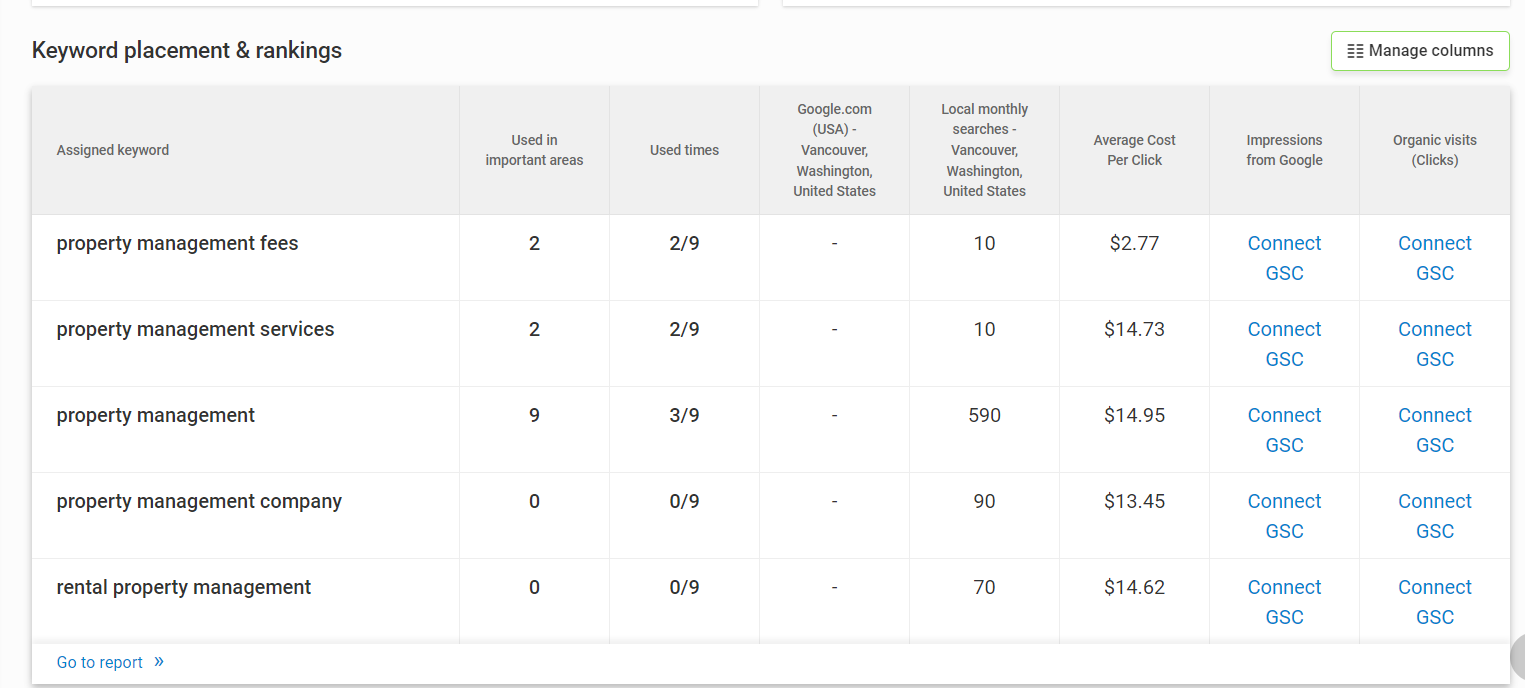 Keyword placement & rankings
Manage columns
Assigned keyword
Used in
important areas
Used times
Google.com
(USA) -
Vancouver,
Washington,
United States
Local monthly
searches -
Vancouver,
Washington,
United States
Average Cost
Per Click
Impressions
from Google
Organic visits
(Clicks)
property management fees 2 2/9 - 10 $2.77 Connect Connect
GSC GSC
property management services 2 2/9 - 10 $14.73 Connect Connect
GSC GSC
property management 9 3/9 - 590 $14.95 Connect Connect
GSC GSC
property management company 0 0/9 - 90 $13.45 Connect Connect
GSC GSC
rental property management 0 0/9 - 70 $14.62 Connect Connect
GSC GSC
Go to report »